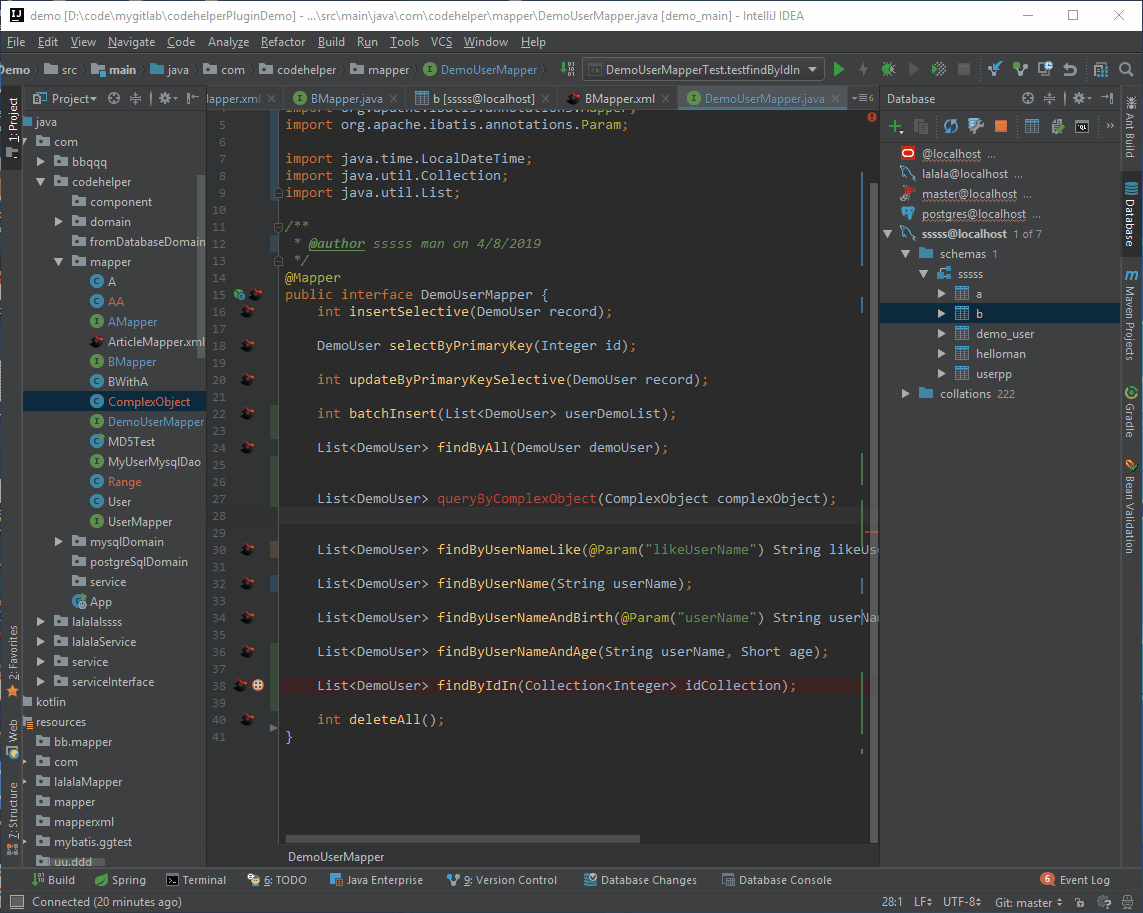 demo [D:\code\mygitlab\codehelperPluginDemo] - ...\src\main\java\com\codehelper\mapper\DemoUserMapper.java [demo_main] - IntelliJ IDEA
File Edit View Navigate Code Analyze Refactor Build Run Tools VCS Window Help
Demo src main java com codehelper mapper DemoUserMapper DemoUserMapperTest.testfindByIdIn
Project
apper.xml BMapper.java b [sssss@localhost] BMapper.xml DemoUserMapper.java 6
Database
1: Project
2: Favorites
Web
7: Structure
java
com
bbqqq
codehelper
component
domain
fromDatabaseDomain
mapper
A
AA
AMapper
ArticleMapper.xml
BMapper
BWithA
ComplexObject
DemoUserMapper
MD5Test
MyUserMysqlDao
Range
User
UserMapper
mysqlDomain
postgreSqlDomain
service
App
lalalalssss
lalalaService
service
serviceInterface
kotlin
resources
bb.mapper
com
lalalaMapper
mapper
mapperxml
mybatis.ggtest
uu.ddd
import org.apache.ibatis.annotations.Mapper;
5 import org.apache.ibatis.annotations.Param;
6
7 import java.time.LocalDateTime;
8 import java.util.Collection;
9 import java.util.List;
10
11 /**
12 * @author sssss man on 4/8/2019
13 */
14 @Mapper
15 public interface DemoUserMapper {
16 int insertSelective(DemoUser record);
17
18 DemoUser selectByPrimaryKey(Integer id);
19
20 int updateByPrimaryKeySelective(DemoUser record);
21
22 int batchInsert(List<DemoUser> userDemoList);
23
24 List<DemoUser> findByAll(DemoUser demoUser);
25
26
27 List<DemoUser> queryByComplexObject(ComplexObject complexObject);
28
29
30 List<DemoUser> findByUserNameLike(@Param("likeUserName") String likeUs
31
32 List<DemoUser> findByUserName(String userName);
33
34 List<DemoUser> findByUserNameAndBirth(@Param("userName") String userNa
35
36 List<DemoUser> findByUserNameAndAge(String userName, Short age);
37
38 List<DemoUser> findByIdIn(Collection<Integer> idCollection);
39
40 int deleteAll();
41 }
DemoUserMapper
QL
@localhost ...
lalala@localhost ...
master@localhost ...
postgres@localhost ...
sssss@localhost 1 of 7
schemas 1
sssss
a
b
demo_user
helloman
userpp
collations 222
Ant Build
Database
m
Maven Projects
Gradle
Bean Validation
Build Spring Terminal 6: TODO Java Enterprise 9: Version Control Database Changes Database Console 6 Event Log
Connected (20 minutes ago) 28:1 LF UTF-8 Git: master